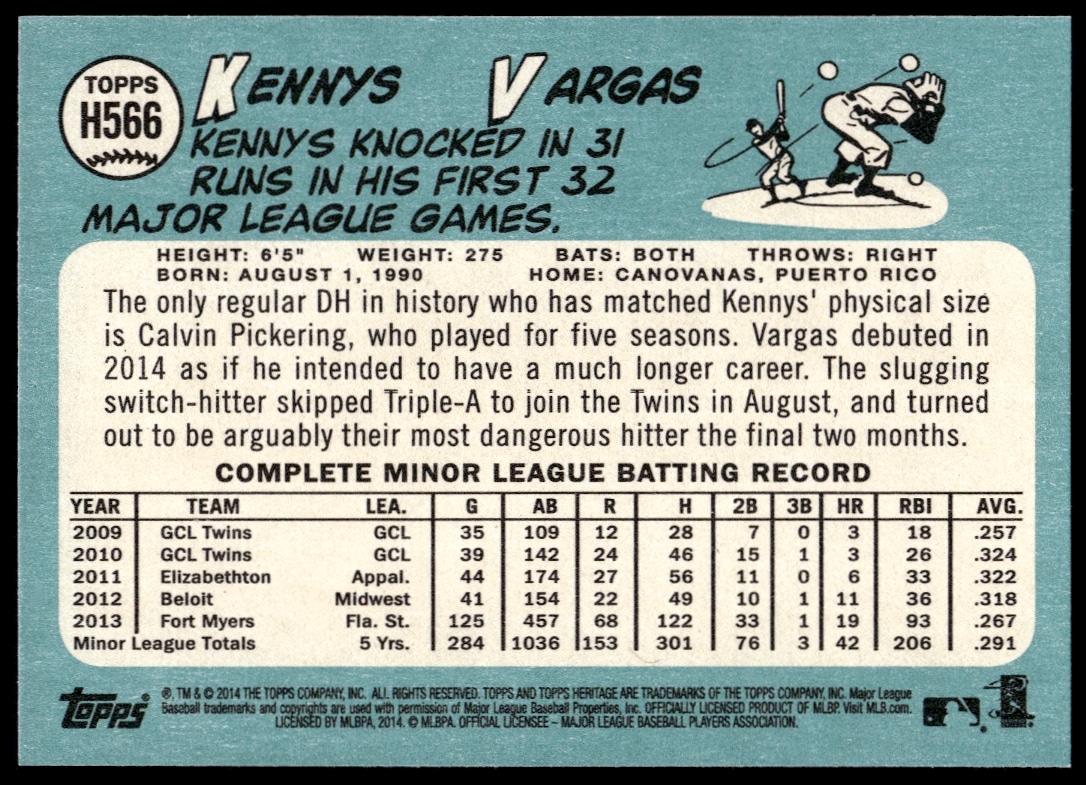 TOPPS
H566
KENNYS VARGAS
KENNYS KNOCKED IN 31
RUNS IN HIS FIRST 32
MAJOR LEAGUE GAMES.
HEIGHT: 6'5" WEIGHT: 275 BATS: BOTH THROWS: RIGHT
BORN: AUGUST 1, 1990 HOME: CANOVANAS, PUERTO RICO
The only regular DH in history who has matched Kennys' physical size
is Calvin Pickering, who played for five seasons. Vargas debuted in
2014 as if he intended to have a much longer career. The slugging
switch-hitter skipped Triple-A to join the Twins in August, and turned
out to be arguably their most dangerous hitter the final two months.
COMPLETE MINOR LEAGUE BATTING RECORD
YEAR TEAM LEA. G AB R H 2B 3B HR RBI AVG.
2009 GCL Twins GCL 35 109 12 28 7 0 3 18 .257
2010 GCL Twins GCL 39 142 24 46 15 1 3 26 .324
2011 Elizabethton Appal. 44 174 27 56 11 0 6 33 .322
2012 Beloit Midwest 41 154 22 49 10 1 11 36 .318
2013 Fort Myers Fla. St. 125 457 68 122 33 1 19 93 .267
Minor League Totals 5 Yrs. 284 1036 153 301 76 3 42 206 .291
Topps
®, TM & © 2014 THE TOPPS COMPANY, INC. ALL RIGHTS RESERVED. TOPPS AND TOPPS HERITAGE ARE TRADEMARKS OF THE TOPPS COMPANY, INC. Major League
Baseball trademarks and copyrights are used with permission of Major League Baseball Properties, Inc. OFFICIALLY LICENSED PRODUCT OF MLBP. Visit MLB.com.
LICENSED BY MLBPA, 2014. © MLBPA. OFFICIAL LICENSEE – MAJOR LEAGUE BASEBALL PLAYERS ASSOCIATION.